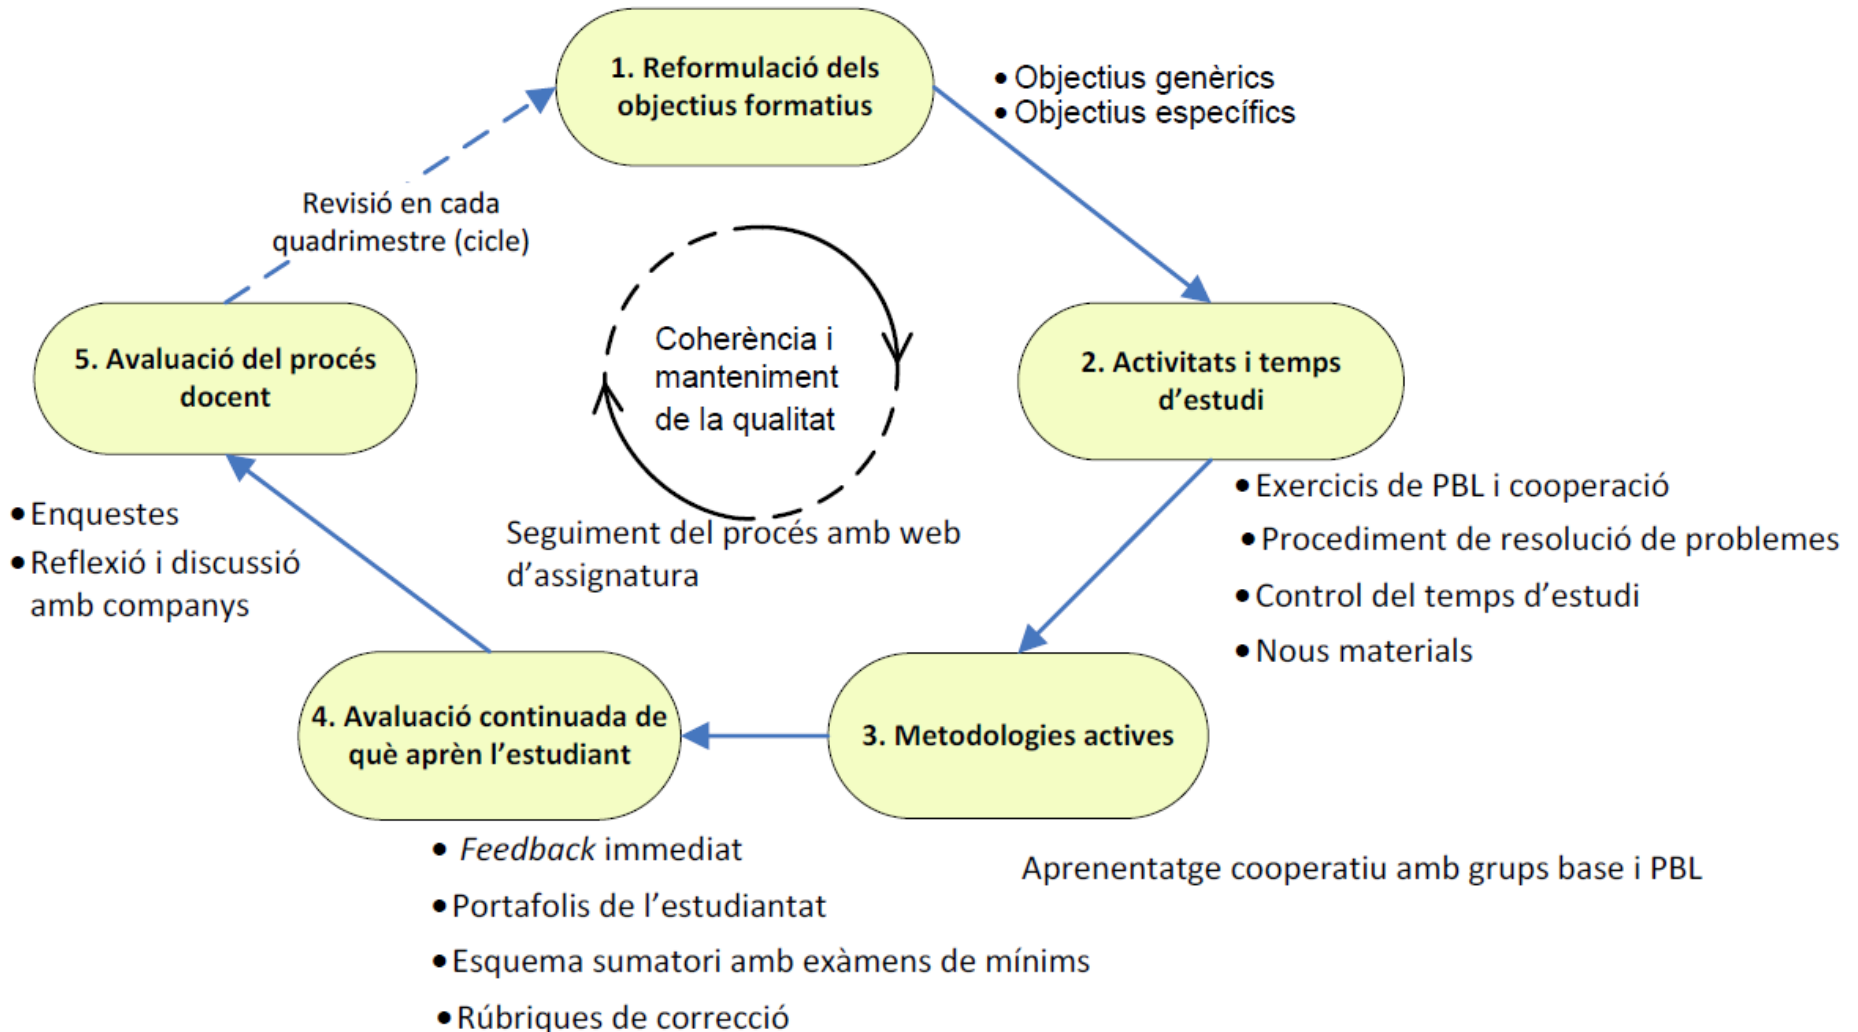 1. Reformulació dels
objectius formatius
• Objectius genèrics
• Objectius específics
Revisió en cada
quadrimestre (cicle)
5. Avaluació del procés
docent
Coherència i
manteniment
de la qualitat
2. Activitats i temps
d’estudi
• Enquestes
• Reflexió i discussió
amb companys
Seguiment del procés amb web
d’assignatura
• Exercicis de PBL i cooperació
• Procediment de resolució de problemes
• Control del temps d’estudi
• Nous materials
4. Avaluació continuada de
què aprèn l’estudiant
3. Metodologies actives
• Feedback immediat
• Portafolis de l’estudiantat
• Esquema sumatori amb exàmens de mínims
• Rúbriques de correcció
Aprenentatge cooperatiu amb grups base i PBL